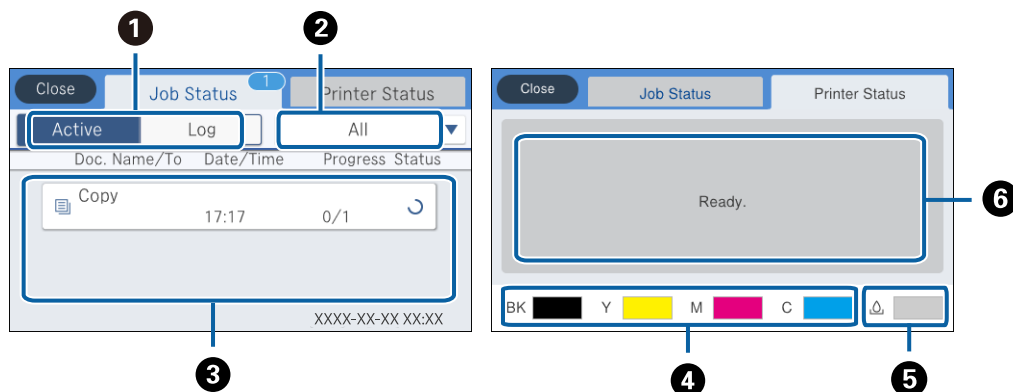 1 2
Close Job Status 1 Printer Status
Active Log All
Doc. Name/To Date/Time Progress Status
Copy
17:17 0/1
XXXX-XX-XX XX:XX
3
Close Job Status Printer Status
Ready.
6
BK Y M C
4 5